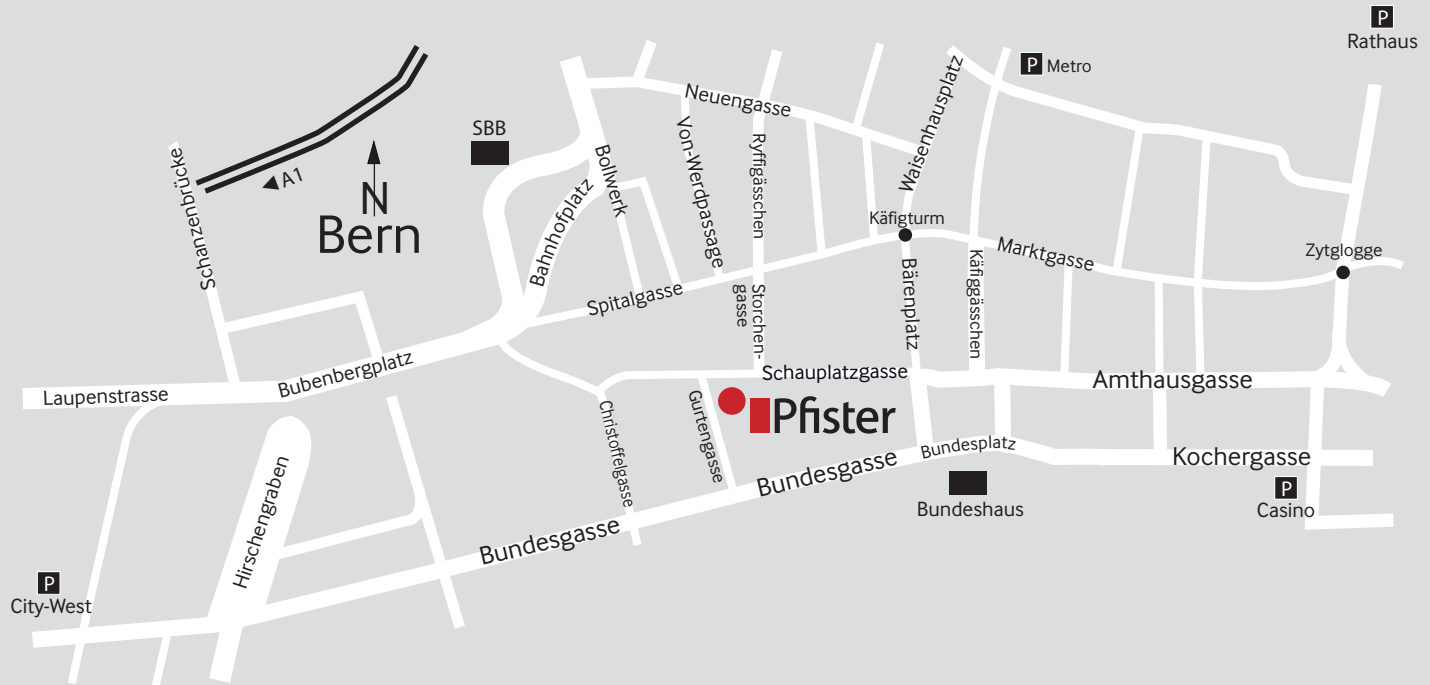 P
Rathaus
P Metro
Neuengasse
Waisenhausplatz
SBB
Von-Werdpassage
Ryffigässchen
Bollwerk
Schanzenbrücke
A1
N
Bern
Bahnhofplatz
Käfigturm
Marktgasse
Zytglogge
Spitalgasse
Storchen-
gasse
Bärenplatz
Käfiggässchen
Bubenbergplatz
Laupenstrasse
Schauplatzgasse
Amthausgasse
Christoffelgasse
Gurtengasse
Pfister
Bundesgasse
Bundesplatz
Kochergasse
Bundeshaus
P
Casino
Hirschengraben
Bundesgasse
P
City-West